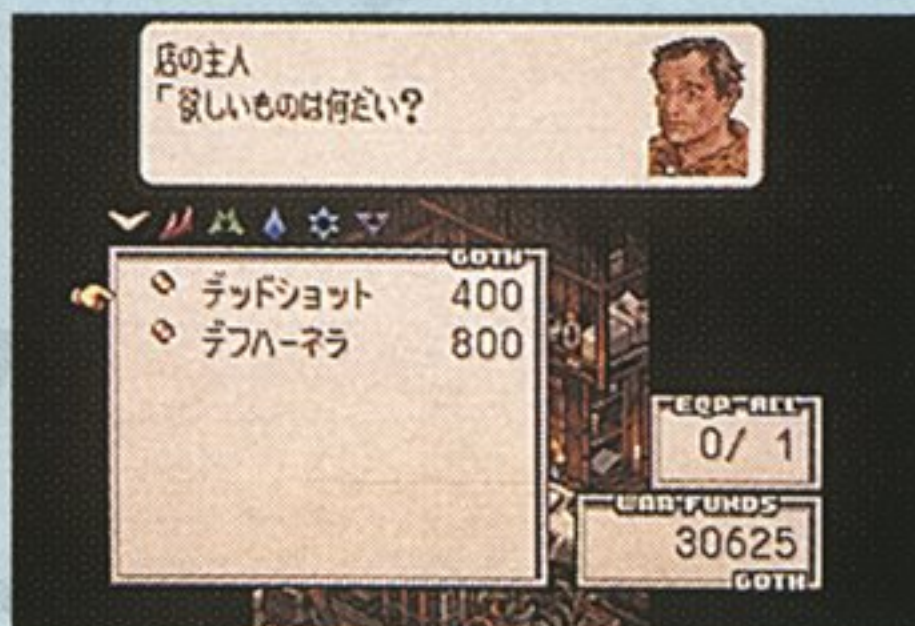 店の主人
「欲しいものは何だい？
GOTH
デッドショット 400
デフハーネラ 800
EQP. ALL
0/ 1
WAR FUNDS
30625
GOTH